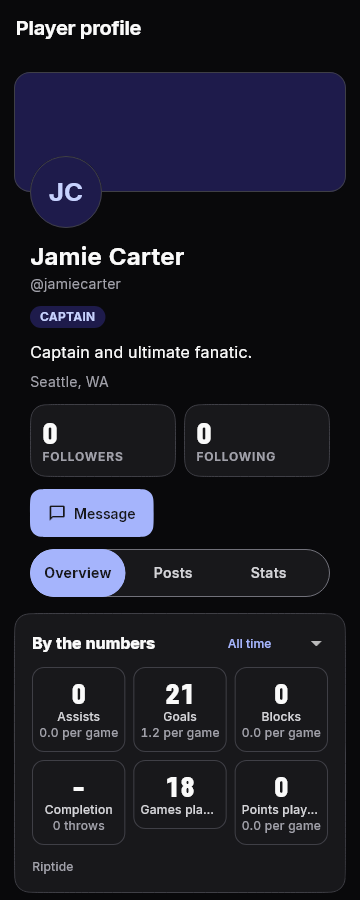 Player profile
JC
Jamie Carter
@jamiecarter
CAPTAIN
Captain and ultimate fanatic.
Seattle, WA
0 0
FOLLOWERS FOLLOWING
Message
Overview Posts Stats
By the numbers All time
0 21 0
Assists Goals Blocks
0.0 per game 1.2 per game 0.0 per game
- 18 0
Completion Games pla... Points play...
0 throws 0.0 per game
Riptide